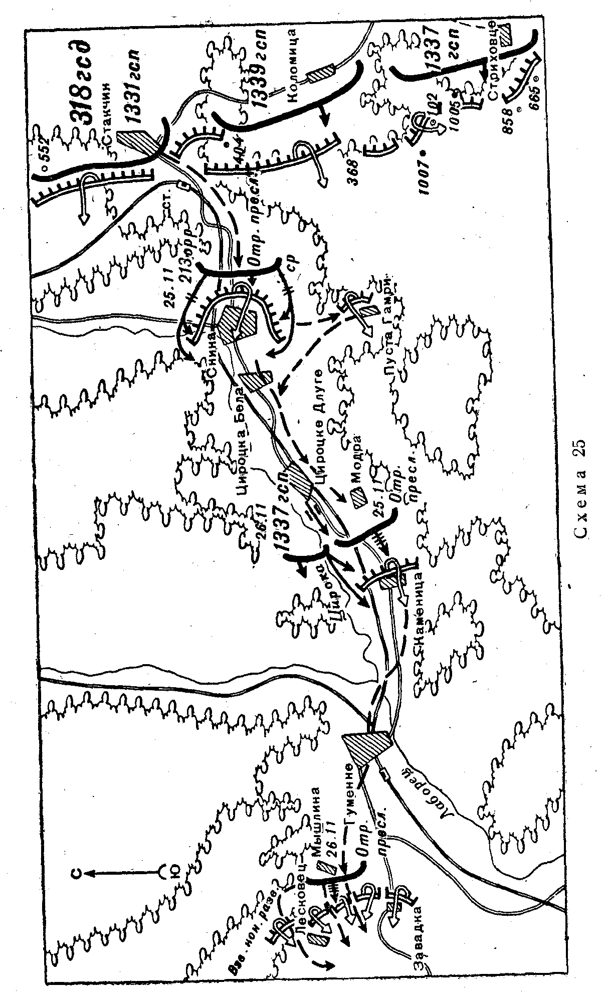 318 гсд
Стакчин
1331 гсп
552
1339 гсп
Коломица
1337
гсп
Стриховце
404
368
102
1005
1007
858
665
ст.
25.11
213 орр
Отр. пресл.
ср
Снина
Пуста Гамри
Цироцка Бела
Цироцке Длуге
Модра
25.11
Отр.
пресл.
26.11
1337 гсп
Цироха
Каменица
Гуменне
Лаборец
Мышлина
26.11
Отр.
пресл.
Лесковец
Взв. кон. разв.
Завадка
С
Ю
Схема 25